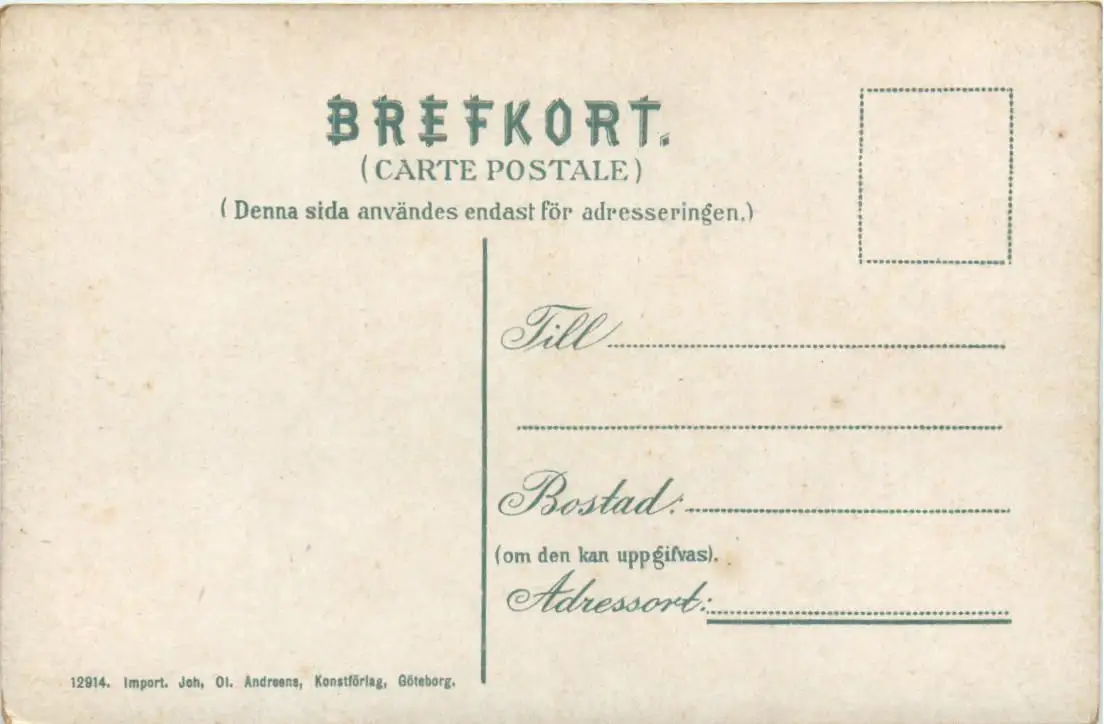 BREFKORT.
(CARTE POSTALE)
(Denna sida användes endast för adresseringen.)
Till
Bostad:
(om den kan uppgifvas).
Adressort:
12914. Import. Joh. Ol. Andreens, Konstförlag, Göteborg.